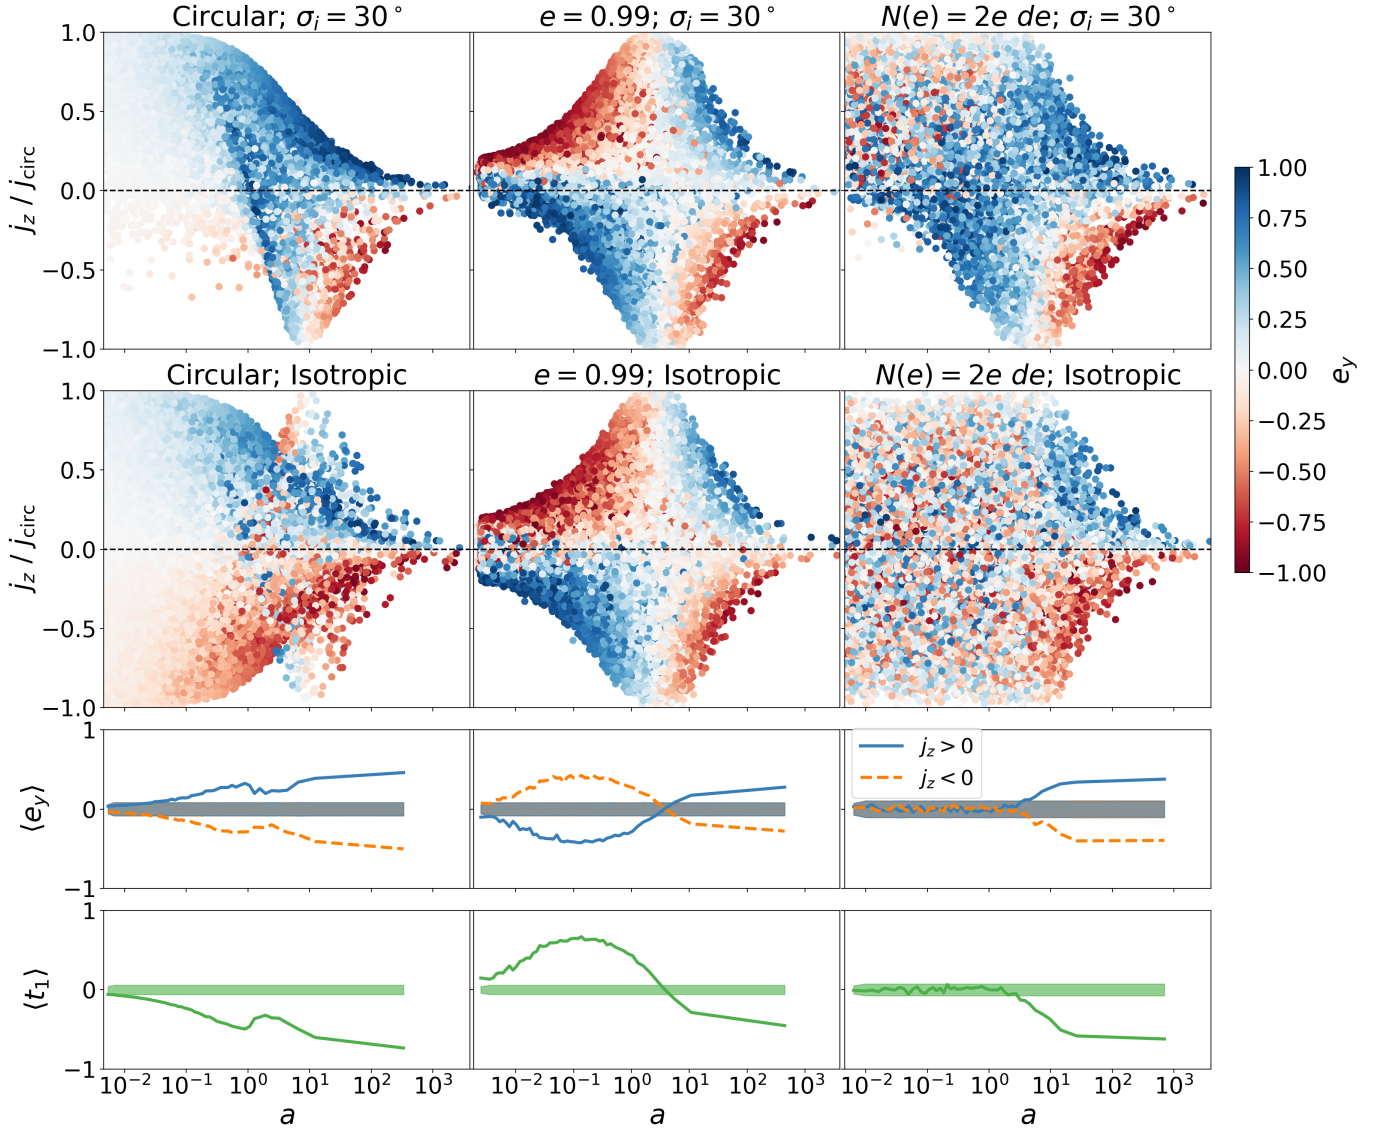 Circular; σ_i = 30°
e = 0.99; σ_i = 30°
N(e) = 2e de; σ_i = 30°
j_z / j_circ
1.0
0.5
0.0
−0.5
−1.0
Circular; Isotropic
e = 0.99; Isotropic
N(e) = 2e de; Isotropic
j_z / j_circ
1.0
0.5
0.0
−0.5
−1.0
1.00
0.75
0.50
0.25
0.00
−0.25
−0.50
−0.75
−1.00
e_y
⟨e_y⟩
1
0
−1
j_z > 0
j_z < 0
⟨t_1⟩
1
0
−1
10^−2 10^−1 10^0 10^1 10^2 10^3
10^−2 10^−1 10^0 10^1 10^2 10^3
10^−2 10^−1 10^0 10^1 10^2 10^3
a
a
a